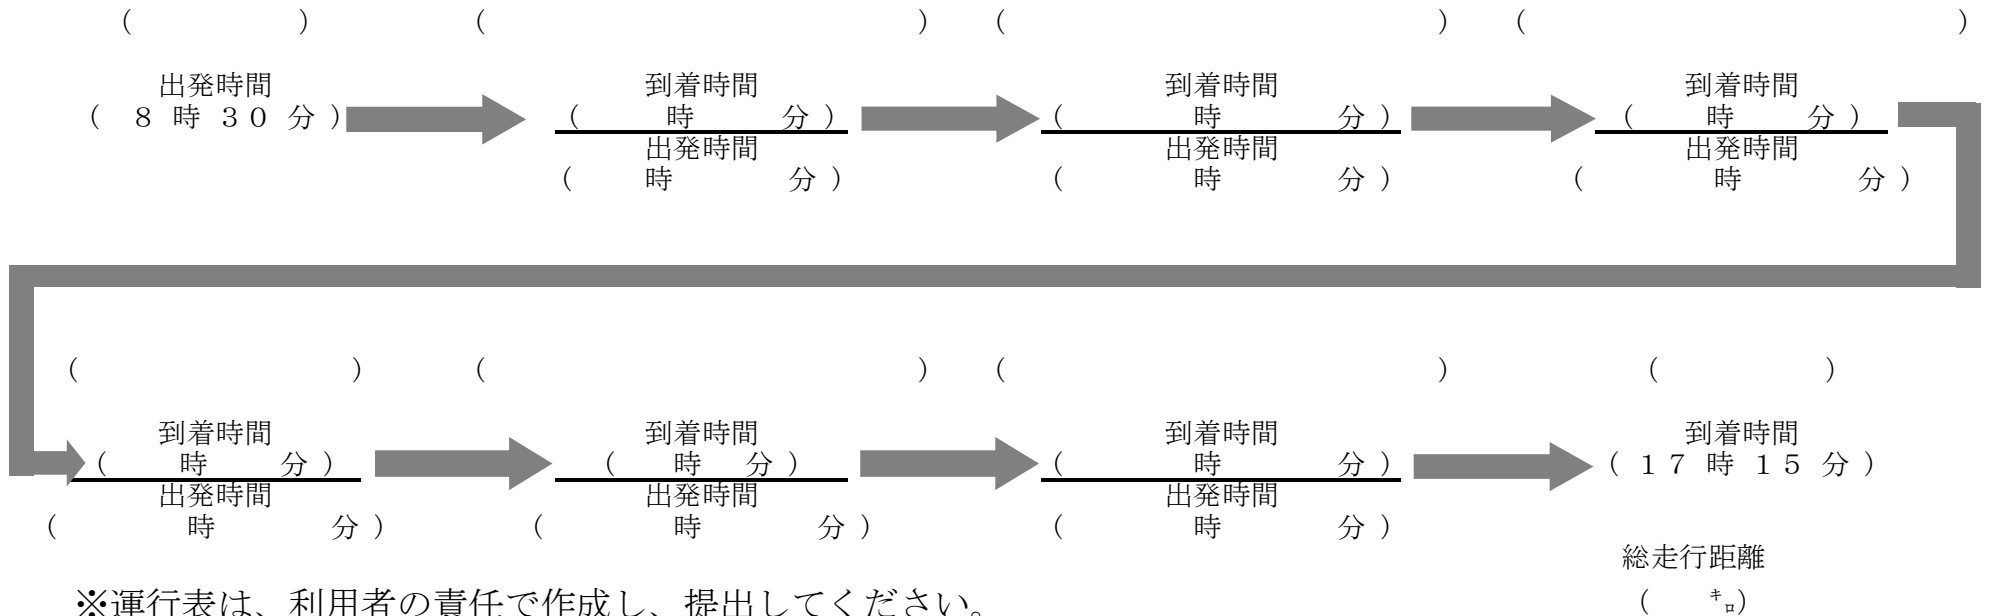 （　　　　　）　（　　　　　　　　　　　）　（　　　　　　　　　　　）　（　　　　　　　　　　　）
出発時間　到着時間　到着時間　到着時間
（　８ 時 ３０ 分 ）　（　　時　　分 ）　（　　時　　分 ）　（　　時　　分 ）
出発時間　出発時間　出発時間
（　　時　　分 ）　（　　時　　分 ）　（　　時　　分 ）
（　　　　　　　　）　（　　　　　　　　　　　）　（　　　　　　　　　　　）　（　　　　　）
到着時間　到着時間　到着時間　到着時間
（　　時　　分 ）　（　　時　　分 ）　（　　時　　分 ）　（ １７ 時 １５ 分 ）
出発時間　出発時間　出発時間
（　　時　　分 ）　（　　時　　分 ）　（　　時　　分 ）
総走行距離
（　　㌔）
※運行表は、利用者の責任で作成し、提出してください。